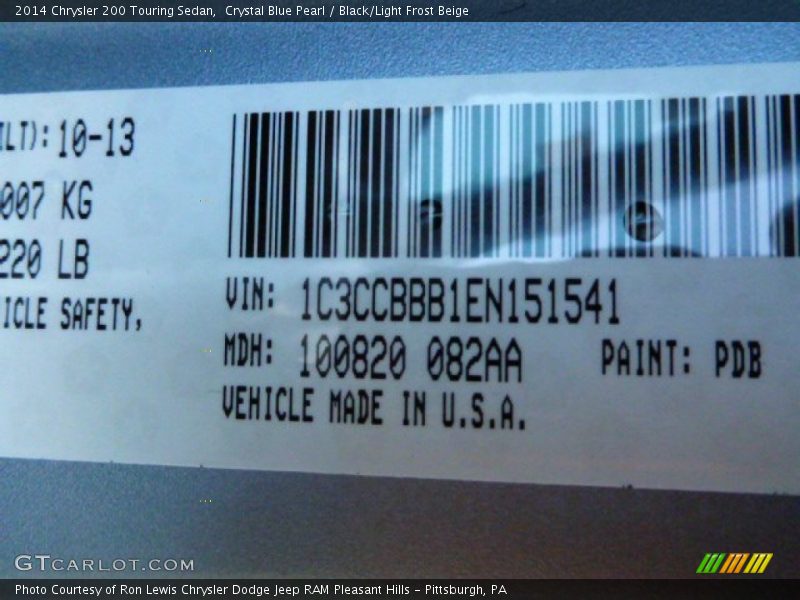 2014 Chrysler 200 Touring Sedan,  Crystal Blue Pearl / Black/Light Frost Beige
10-13
007 KG
220 LB
SAFETY,
VIN: 1C3CCBBB1EN151541
MDH: 100820 082AA
PAINT: PDB
VEHICLE MADE IN U.S.A.
GTCARLOT.COM
Photo Courtesy of Ron Lewis Chrysler Dodge Jeep RAM Pleasant Hills - Pittsburgh, PA